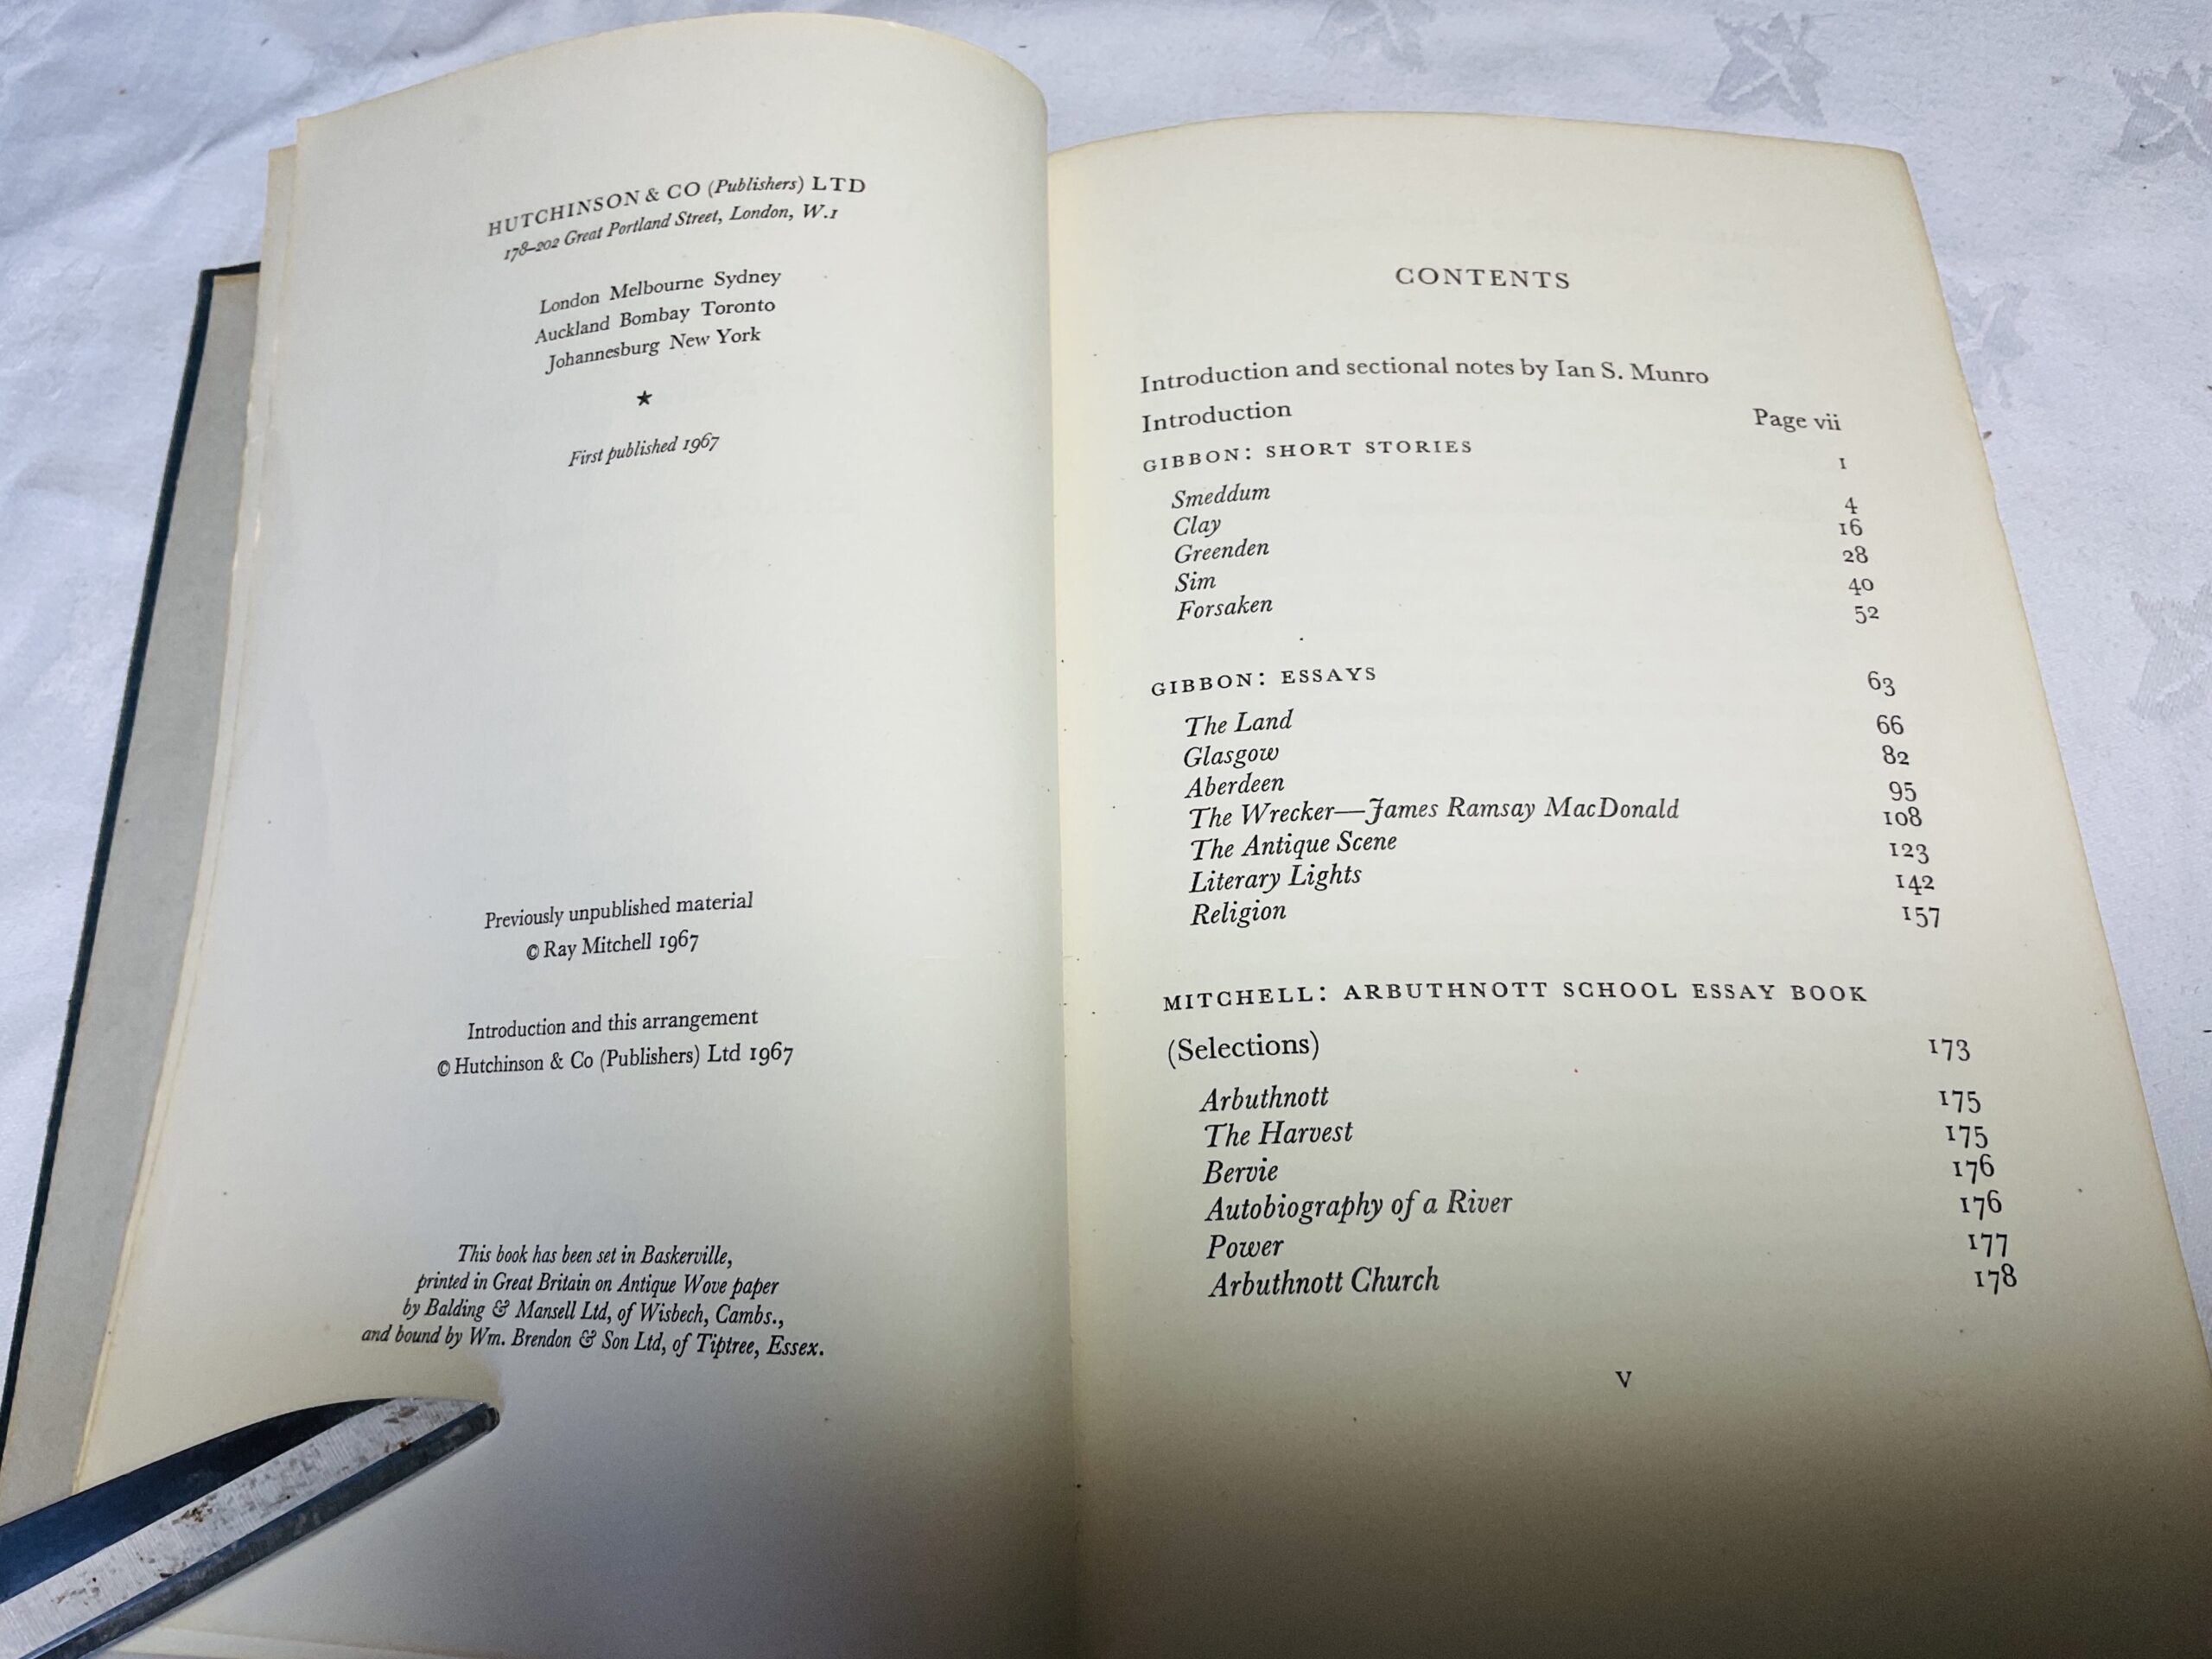 HUTCHINSON & CO (Publishers) LTD
178–202 Great Portland Street, London, W.1
London Melbourne Sydney
Auckland Bombay Toronto
Johannesburg New York
★
First published 1967
Previously unpublished material
© Ray Mitchell 1967
Introduction and this arrangement
© Hutchinson & Co (Publishers) Ltd 1967
This book has been set in Baskerville,
printed in Great Britain on Antique Wove paper
by Balding & Mansell Ltd, of Wisbech, Cambs.,
and bound by Wm. Brendon & Son Ltd, of Tiptree, Essex.
CONTENTS
Introduction and sectional notes by Ian S. Munro
Introduction Page vii
GIBBON: SHORT STORIES 1
Smeddum 4
Clay 16
Greenden 28
Sim 40
Forsaken 52
GIBBON: ESSAYS 63
The Land 66
Glasgow 82
Aberdeen 95
The Wrecker—James Ramsay MacDonald 108
The Antique Scene 123
Literary Lights 142
Religion 157
MITCHELL: ARBUTHNOTT SCHOOL ESSAY BOOK
(Selections) 173
Arbuthnott 175
The Harvest 175
Bervie 176
Autobiography of a River 176
Power 177
Arbuthnott Church 178
v